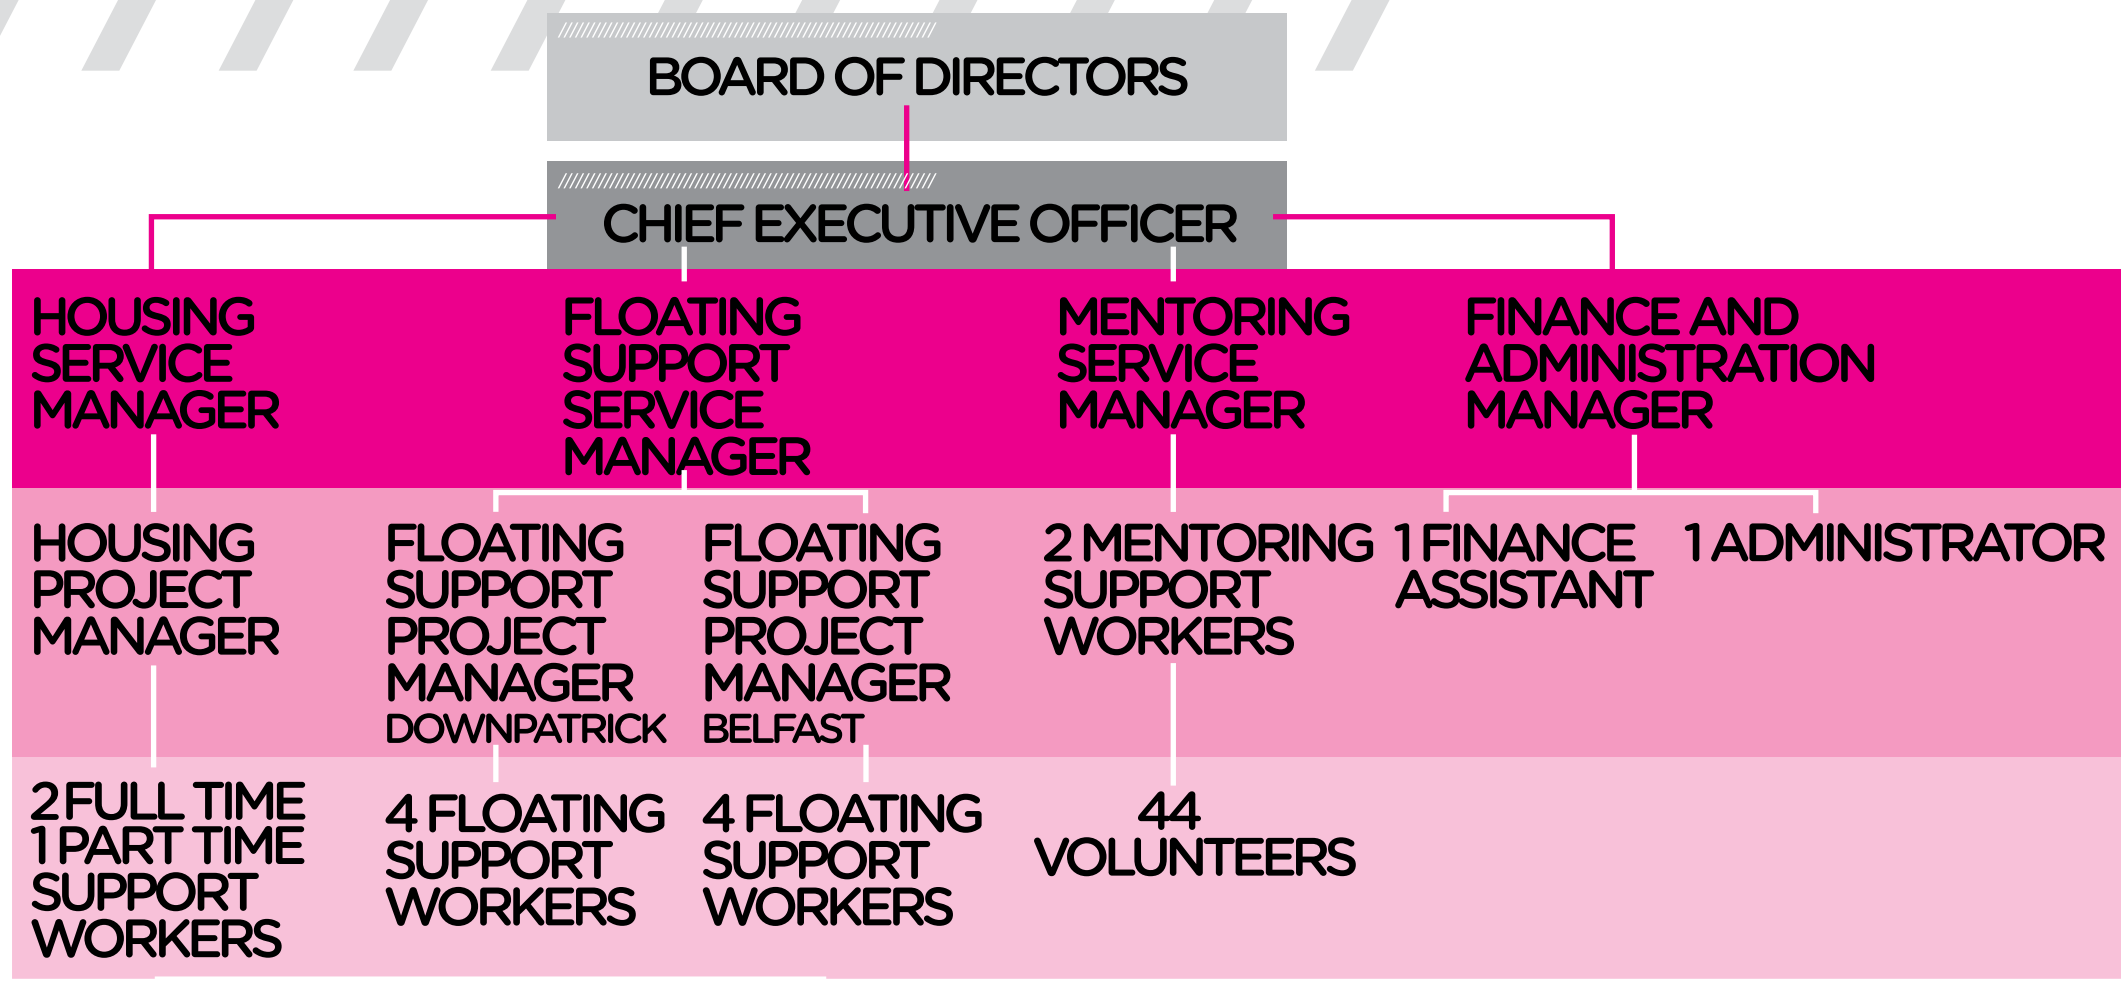 BOARD OF DIRECTORS
CHIEF EXECUTIVE OFFICER
HOUSING
SERVICE
MANAGER
FLOATING
SUPPORT
SERVICE
MANAGER
MENTORING
SERVICE
MANAGER
FINANCE AND
ADMINISTRATION
MANAGER
HOUSING
PROJECT
MANAGER
FLOATING
SUPPORT
PROJECT
MANAGER
DOWNPATRICK
FLOATING
SUPPORT
PROJECT
MANAGER
BELFAST
2 MENTORING
SUPPORT
WORKERS
1 FINANCE
ASSISTANT
1 ADMINISTRATOR
2 FULL TIME
1 PART TIME
SUPPORT
WORKERS
4 FLOATING
SUPPORT
WORKERS
4 FLOATING
SUPPORT
WORKERS
44
VOLUNTEERS